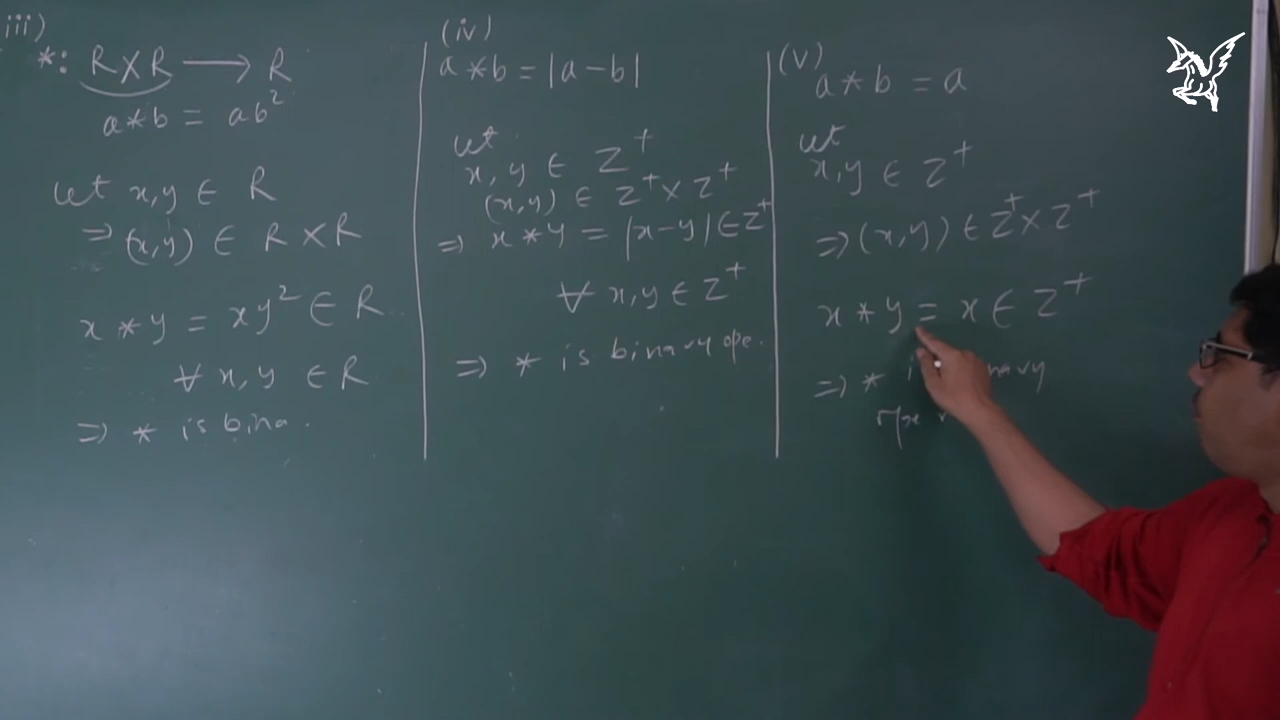 iii)
*: R×R ⟶ R
a*b = ab²
Let x,y ∈ R
⇒ (x,y) ∈ R×R
x*y = xy² ∈ R
∀ x,y ∈ R
⇒ * is bina.
(iv)
a*b = |a-b|
Let
x,y ∈ Z⁺
(x,y) ∈ Z⁺×Z⁺
⇒ x*y = |x-y| ∈ Z⁺
∀ x,y ∈ Z⁺
⇒ * is binary ope.
(V)
a*b = a
Let
x,y ∈ Z⁺
⇒ (x,y) ∈ Z⁺×Z⁺
x*y = x ∈ Z⁺
⇒ *